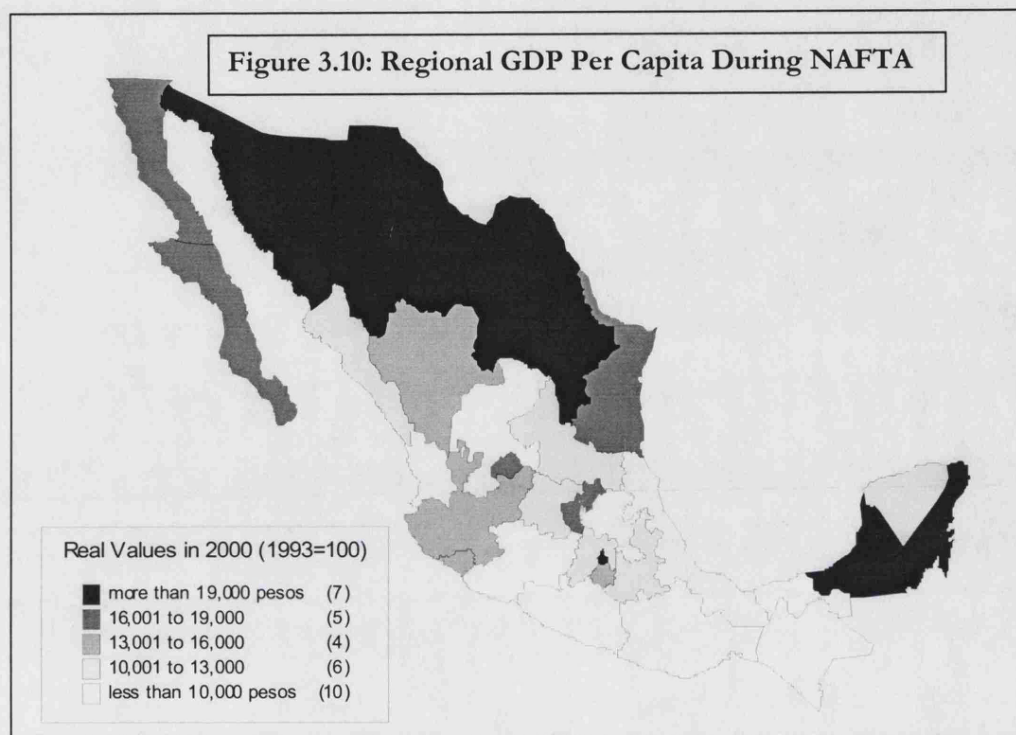 Figure 3.10: Regional GDP Per Capita During NAFTA
Real Values in 2000 (1993=100)
more than 19,000 pesos (7)
16,001 to 19,000 (5)
13,001 to 16,000 (4)
10,001 to 13,000 (6)
less than 10,000 pesos (10)